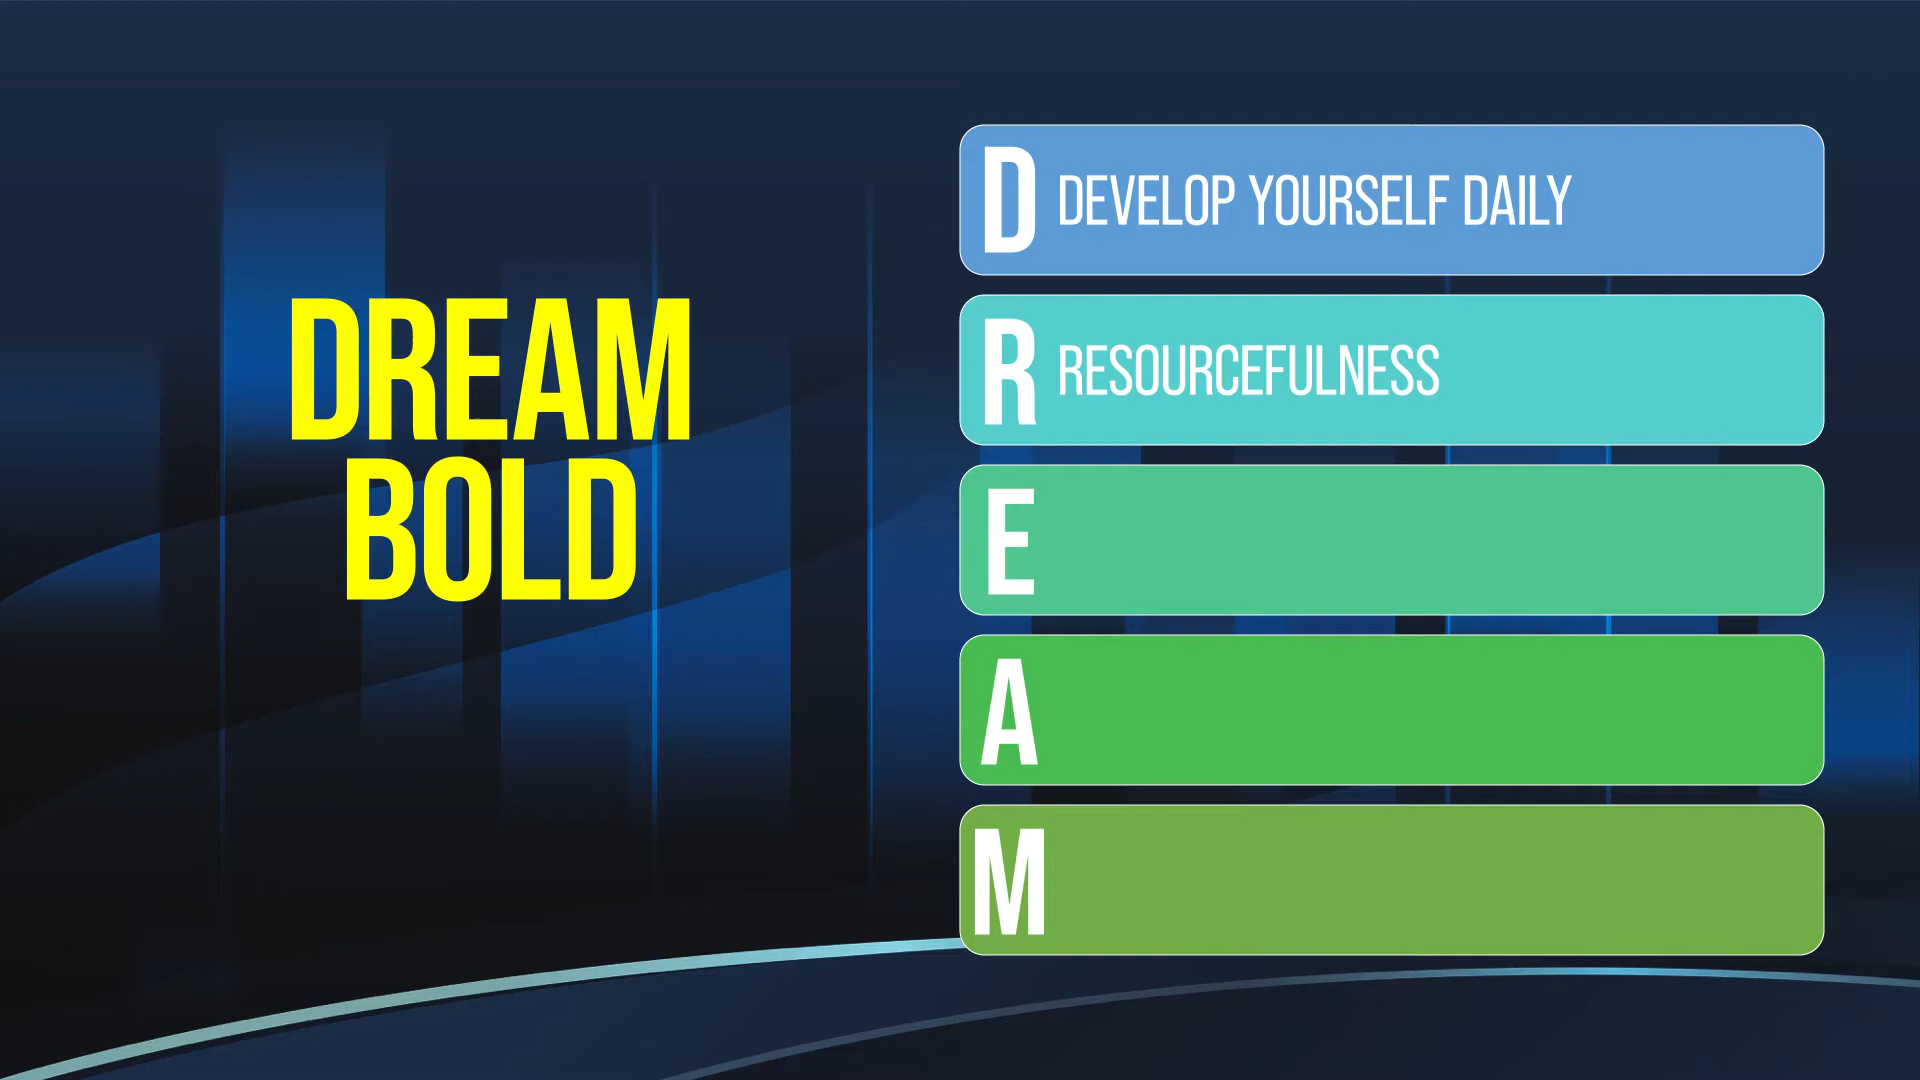 DREAM
BOLD
D DEVELOP YOURSELF DAILY
R RESOURCEFULNESS
E
A
M